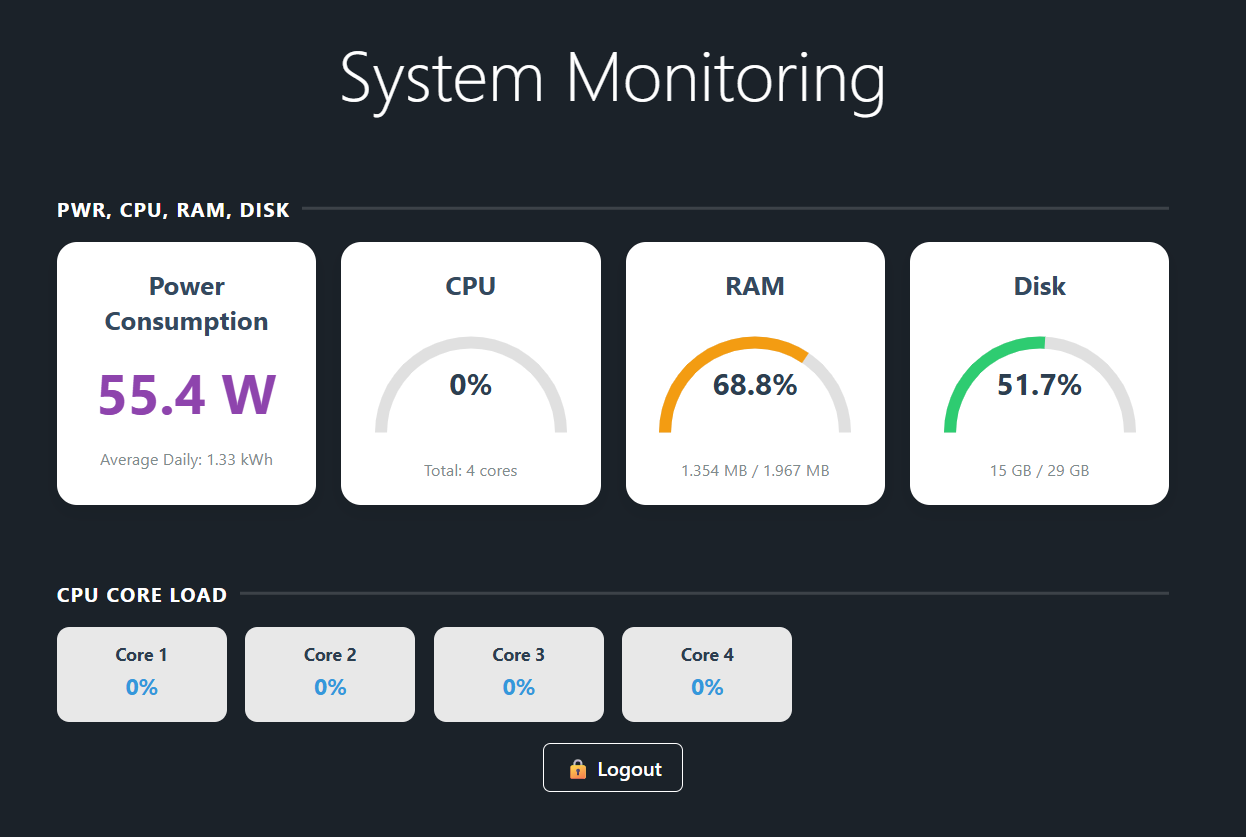 System Monitoring
PWR, CPU, RAM, DISK
Power
Consumption
55.4 W
Average Daily: 1.33 kWh
CPU
0%
Total: 4 cores
RAM
68.8%
1.354 MB / 1.967 MB
Disk
51.7%
15 GB / 29 GB
CPU CORE LOAD
Core 1
0%
Core 2
0%
Core 3
0%
Core 4
0%
Logout